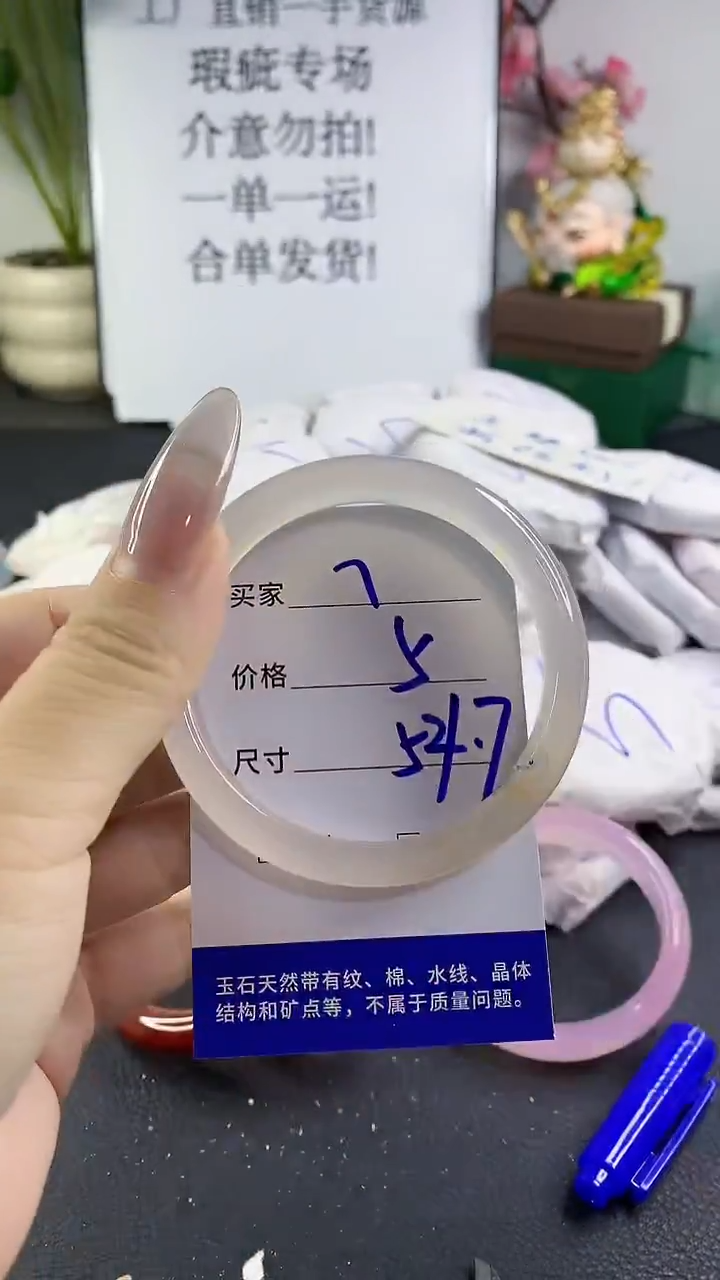 工厂直销一手货源
瑕疵专场
介意勿拍!
一单一运!
合单发货!
买家 7
价格 5
尺寸 54.7
玉石天然带有纹、棉、水线、晶体
结构和矿点等，不属于质量问题。